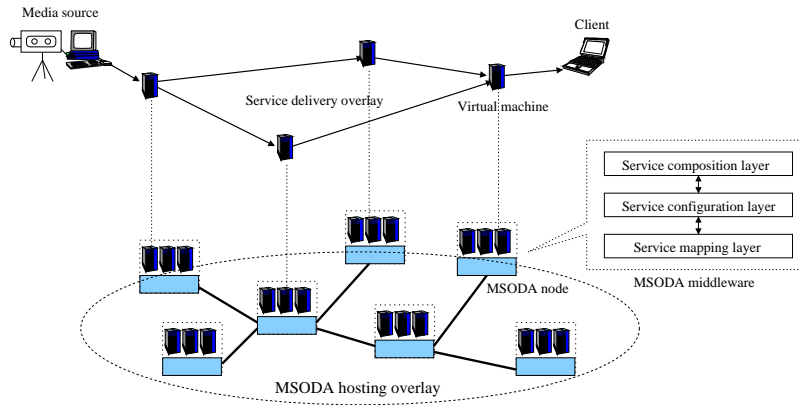 Media source
Client
Service delivery overlay
Virtual machine
Service composition layer
Service configuration layer
Service mapping layer
MSODA middleware
MSODA node
MSODA hosting overlay